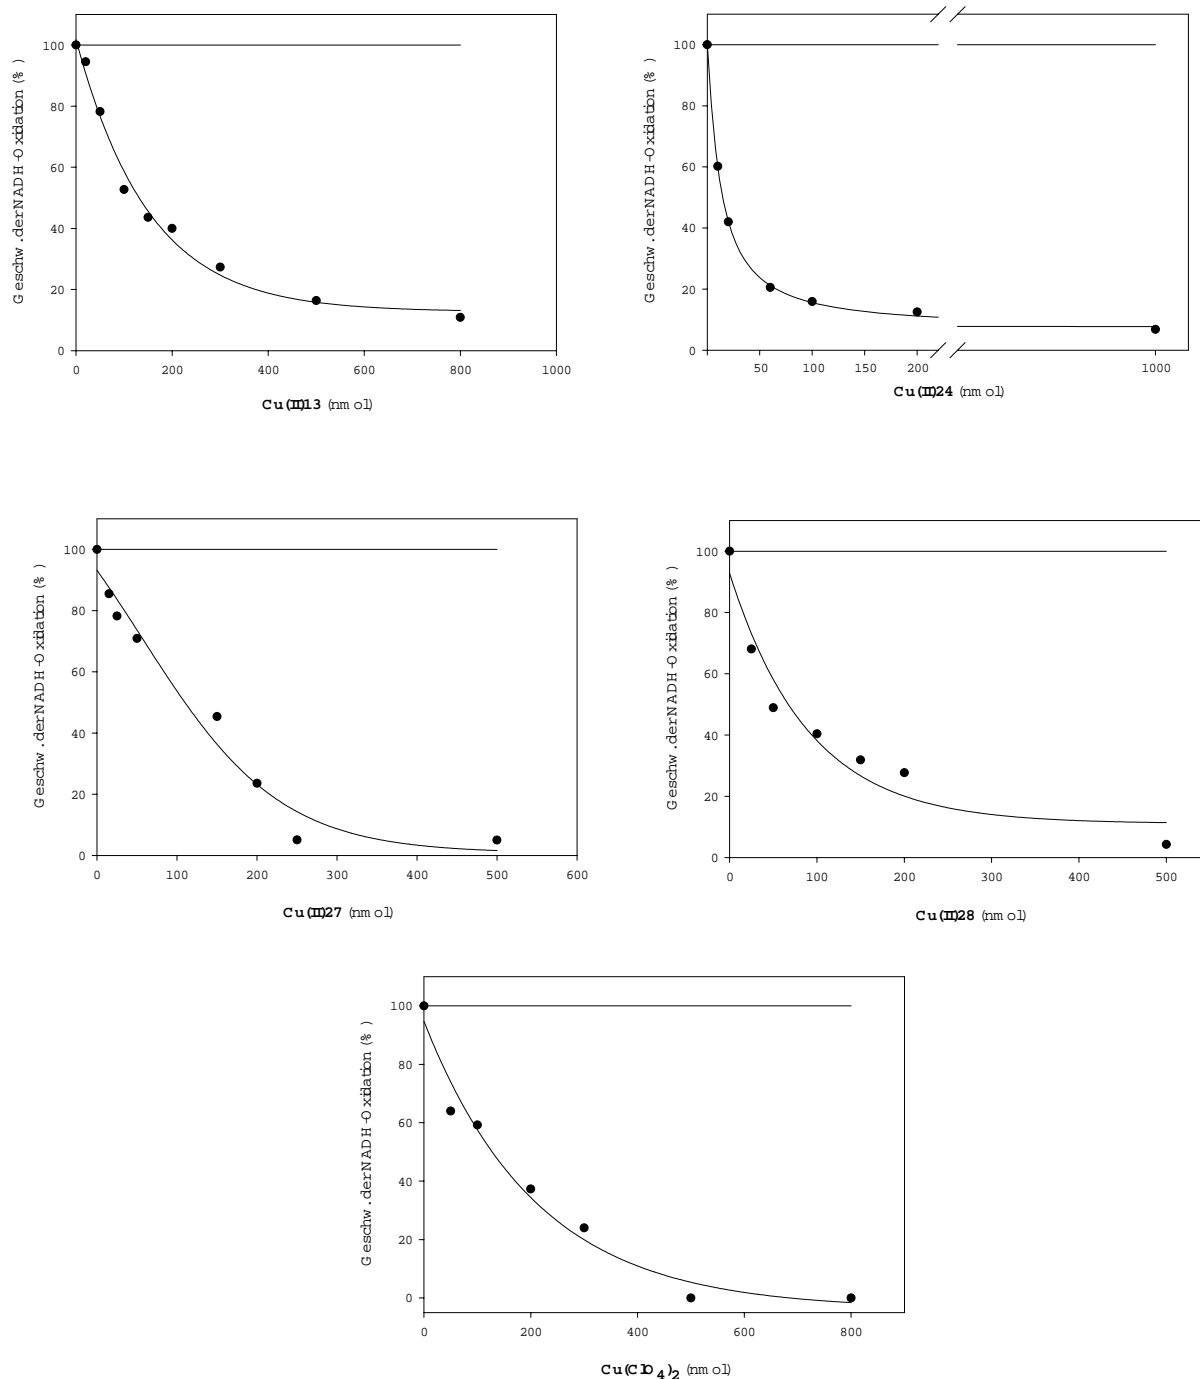 Geschw. der NADH-Oxidation (%)
100
80
60
40
20
0
0 200 400 600 800 1000
Cu(II)13 (nmol)
Geschw. der NADH-Oxidation (%)
100
80
60
40
20
0
50 100 150 200 1000
Cu(II)24 (nmol)
Geschw. der NADH-Oxidation (%)
100
80
60
40
20
0
0 100 200 300 400 500 600
Cu(II)27 (nmol)
Geschw. der NADH-Oxidation (%)
100
80
60
40
20
0
0 100 200 300 400 500
Cu(II)28 (nmol)
Geschw. der NADH-Oxidation (%)
100
80
60
40
20
0
0 200 400 600 800
Cu(ClO4)2 (nmol)